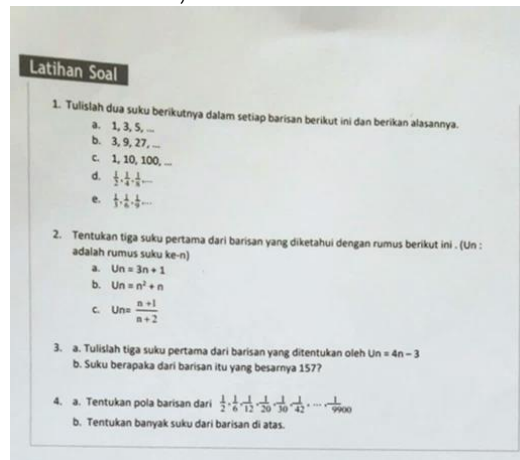 Latihan Soal
1. Tulislah dua suku berikutnya dalam setiap barisan berikut ini dan berikan alasannya.
a. 1, 3, 5, ...
b. 3, 9, 27, ...
c. 1, 10, 100, ...
d. 1/2, 1/4, 1/8, ...
e. 1/3, 1/6, 1/9, ...
2. Tentukan tiga suku pertama dari barisan yang diketahui dengan rumus berikut ini . (Un :
adalah rumus suku ke-n)
a. Un = 3n + 1
b. Un = n² + n
c. Un= n +1 / n + 2
3. a. Tulislah tiga suku pertama dari barisan yang ditentukan oleh Un = 4n – 3
b. Suku berapaka dari barisan itu yang besarnya 157?
4. a. Tentukan pola barisan dari 1/2, 1/6, 1/12, 1/20, 1/30, 1/42, ..., 1/9900
b. Tentukan banyak suku dari barisan di atas.